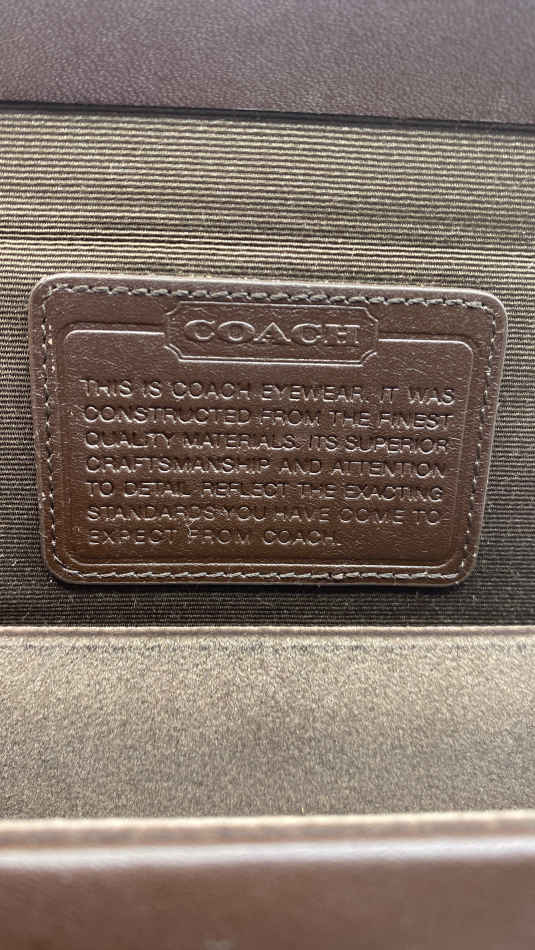 COACH
THIS IS COACH EYEWEAR. IT WAS
CONSTRUCTED FROM THE FINEST
QUALITY MATERIALS. ITS SUPERIOR
CRAFTSMANSHIP AND ATTENTION
TO DETAIL REFLECT THE EXACTING
STANDARDS YOU HAVE COME TO
EXPECT FROM COACH.